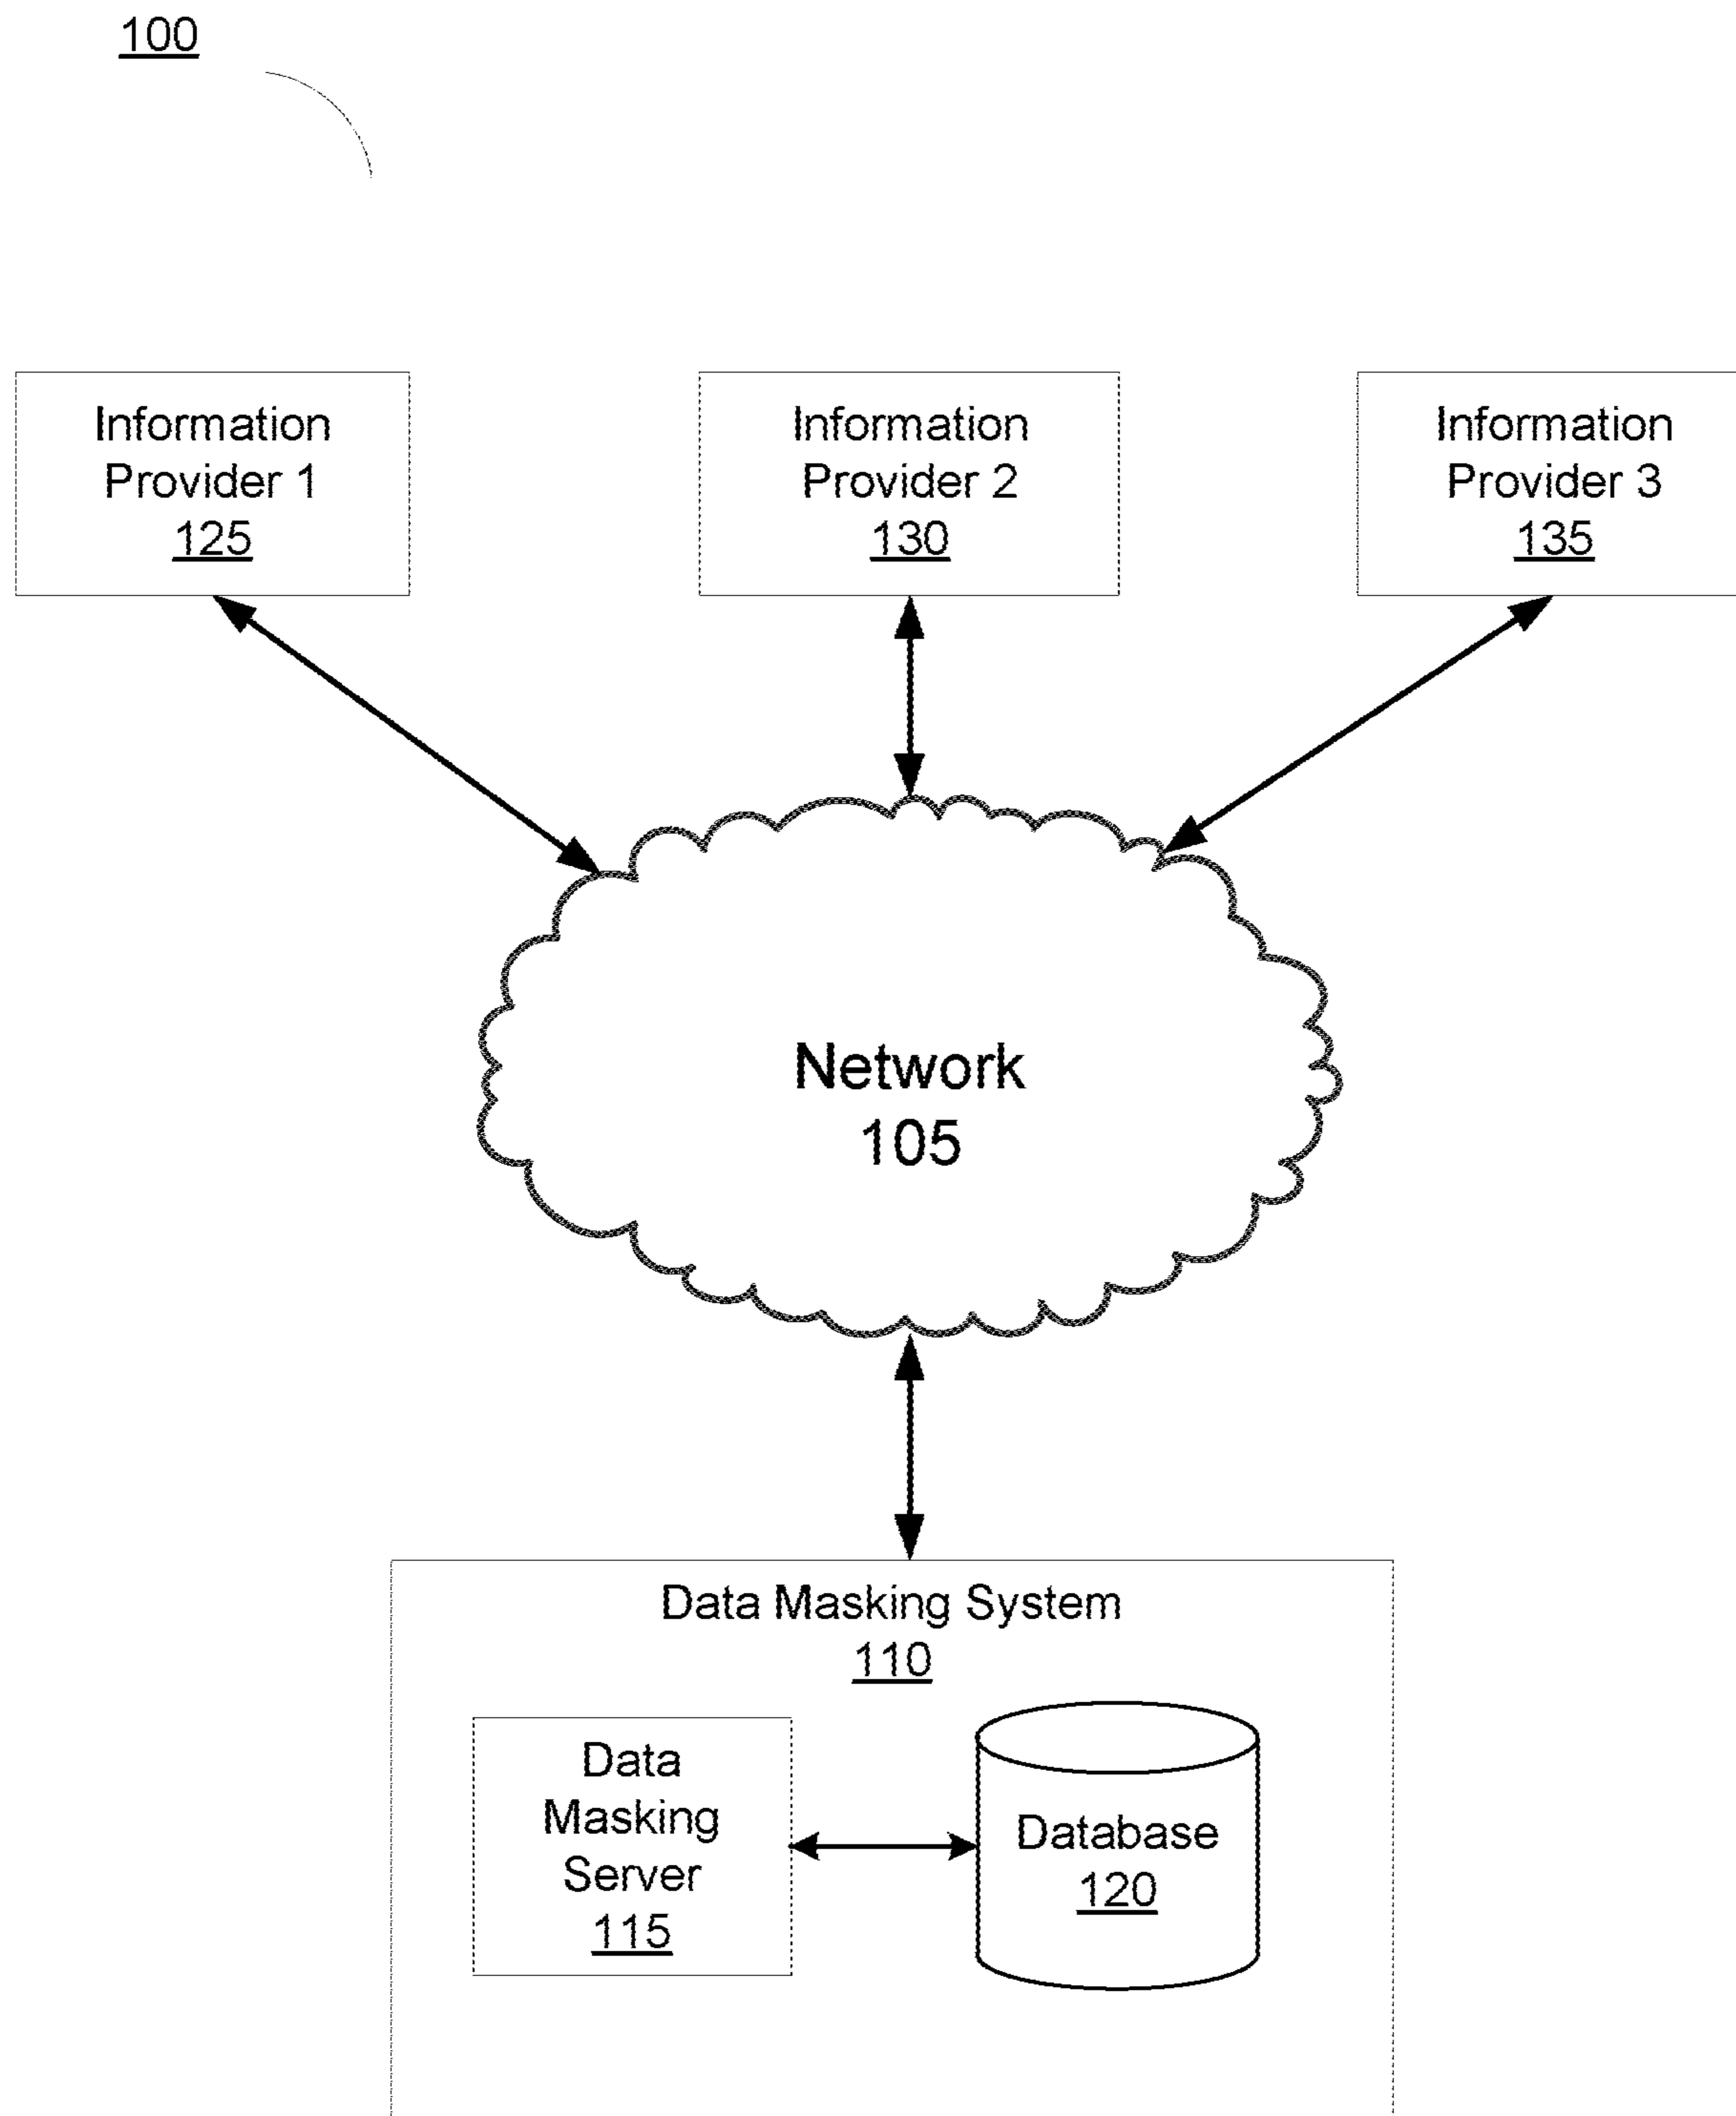 100
Information
Provider 1
125
Information
Provider 2
130
Information
Provider 3
135
Network
105
Data Masking System
110
Data
Masking
Server
115
Database
120